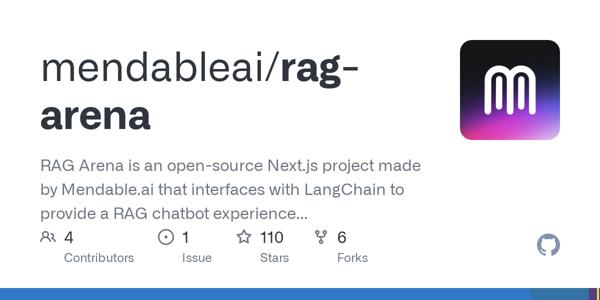 mendableai/rag-
arena
RAG Arena is an open-source Next.js project made
by Mendable.ai that interfaces with LangChain to
provide a RAG chatbot experience...
4 1 110 6
Contributors Issue Stars Forks